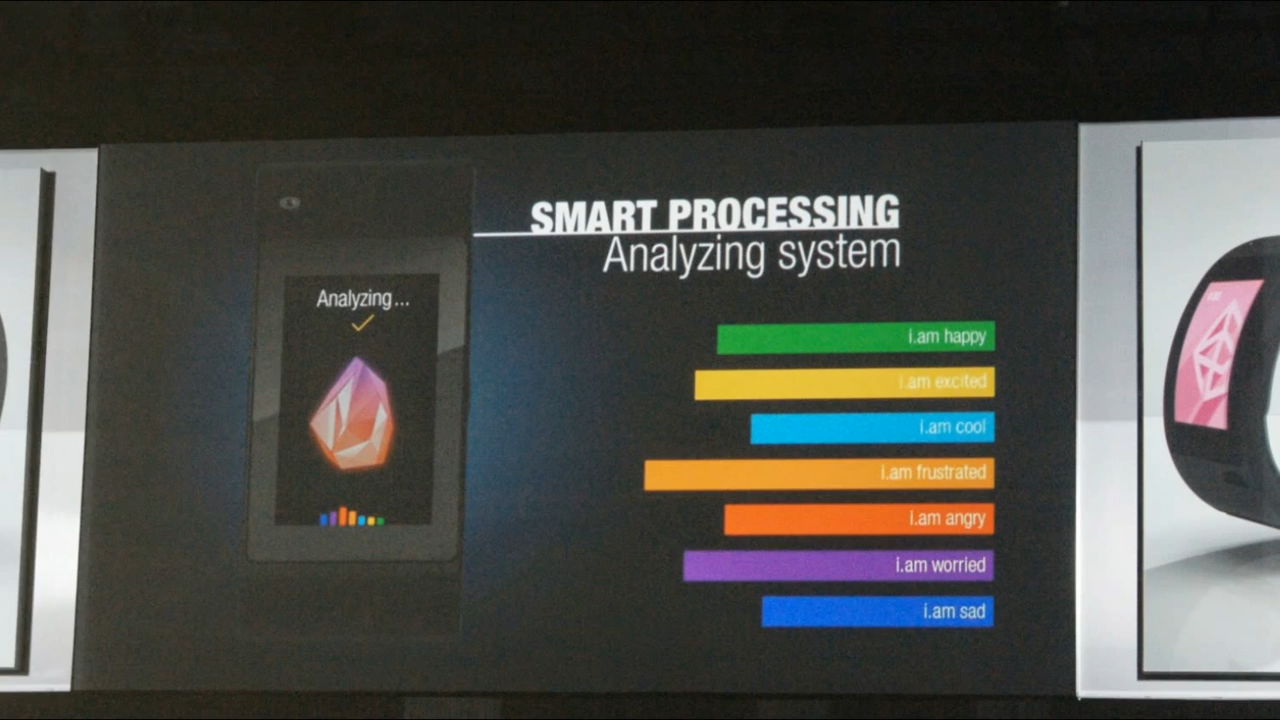 SMART PROCESSING
Analyzing system
Analyzing...
i.am happy
i.am excited
i.am cool
i.am frustrated
i.am angry
i.am worried
i.am sad